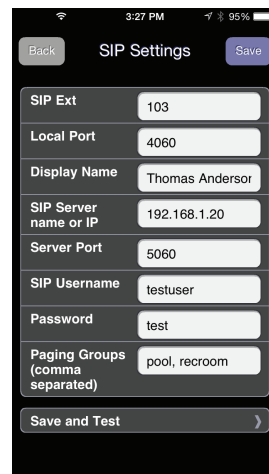 3:27 PM 95%
Back SIP Settings Save
SIP Ext 103
Local Port 4060
Display Name Thomas Anderson
SIP Server
name or IP 192.168.1.20
Server Port 5060
SIP Username testuser
Password test
Paging Groups pool, recroom
(comma
separated)
Save and Test